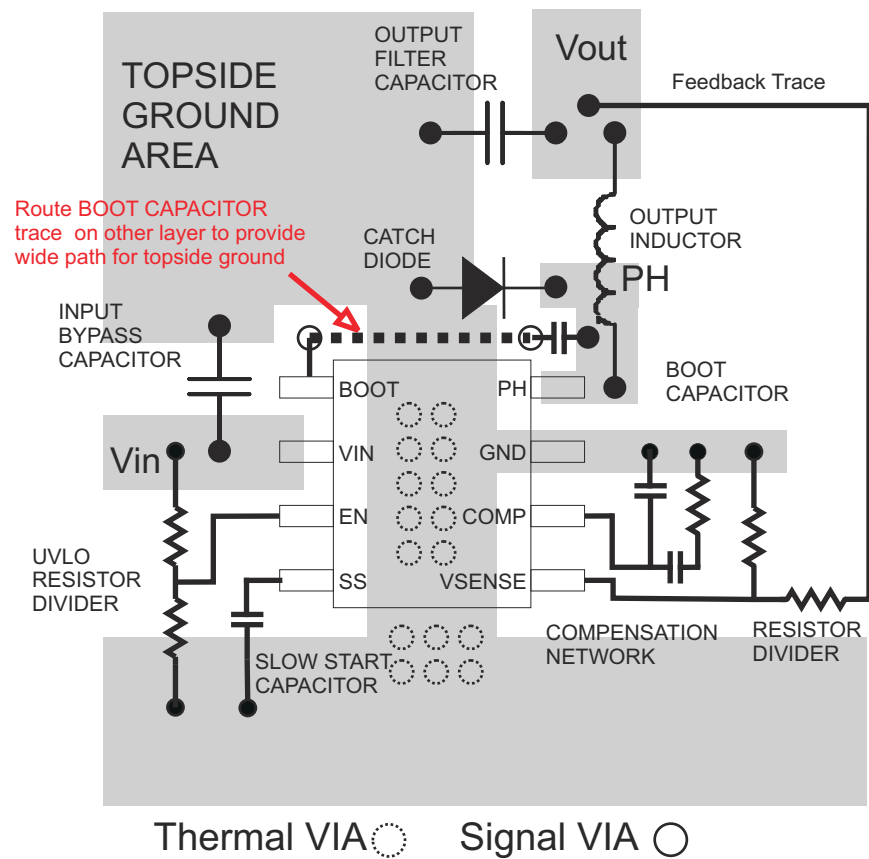 TOPSIDE
GROUND
AREA
OUTPUT
FILTER
CAPACITOR
Vout
Feedback Trace
Route BOOT CAPACITOR
trace on other layer to provide
wide path for topside ground
CATCH
DIODE
OUTPUT
INDUCTOR
PH
INPUT
BYPASS
CAPACITOR
BOOT
CAPACITOR
BOOT
PH
Vin
VIN
GND
EN
COMP
UVLO
RESISTOR
DIVIDER
SS
VSENSE
SLOW START
CAPACITOR
COMPENSATION
NETWORK
RESISTOR
DIVIDER
Thermal VIA
Signal VIA